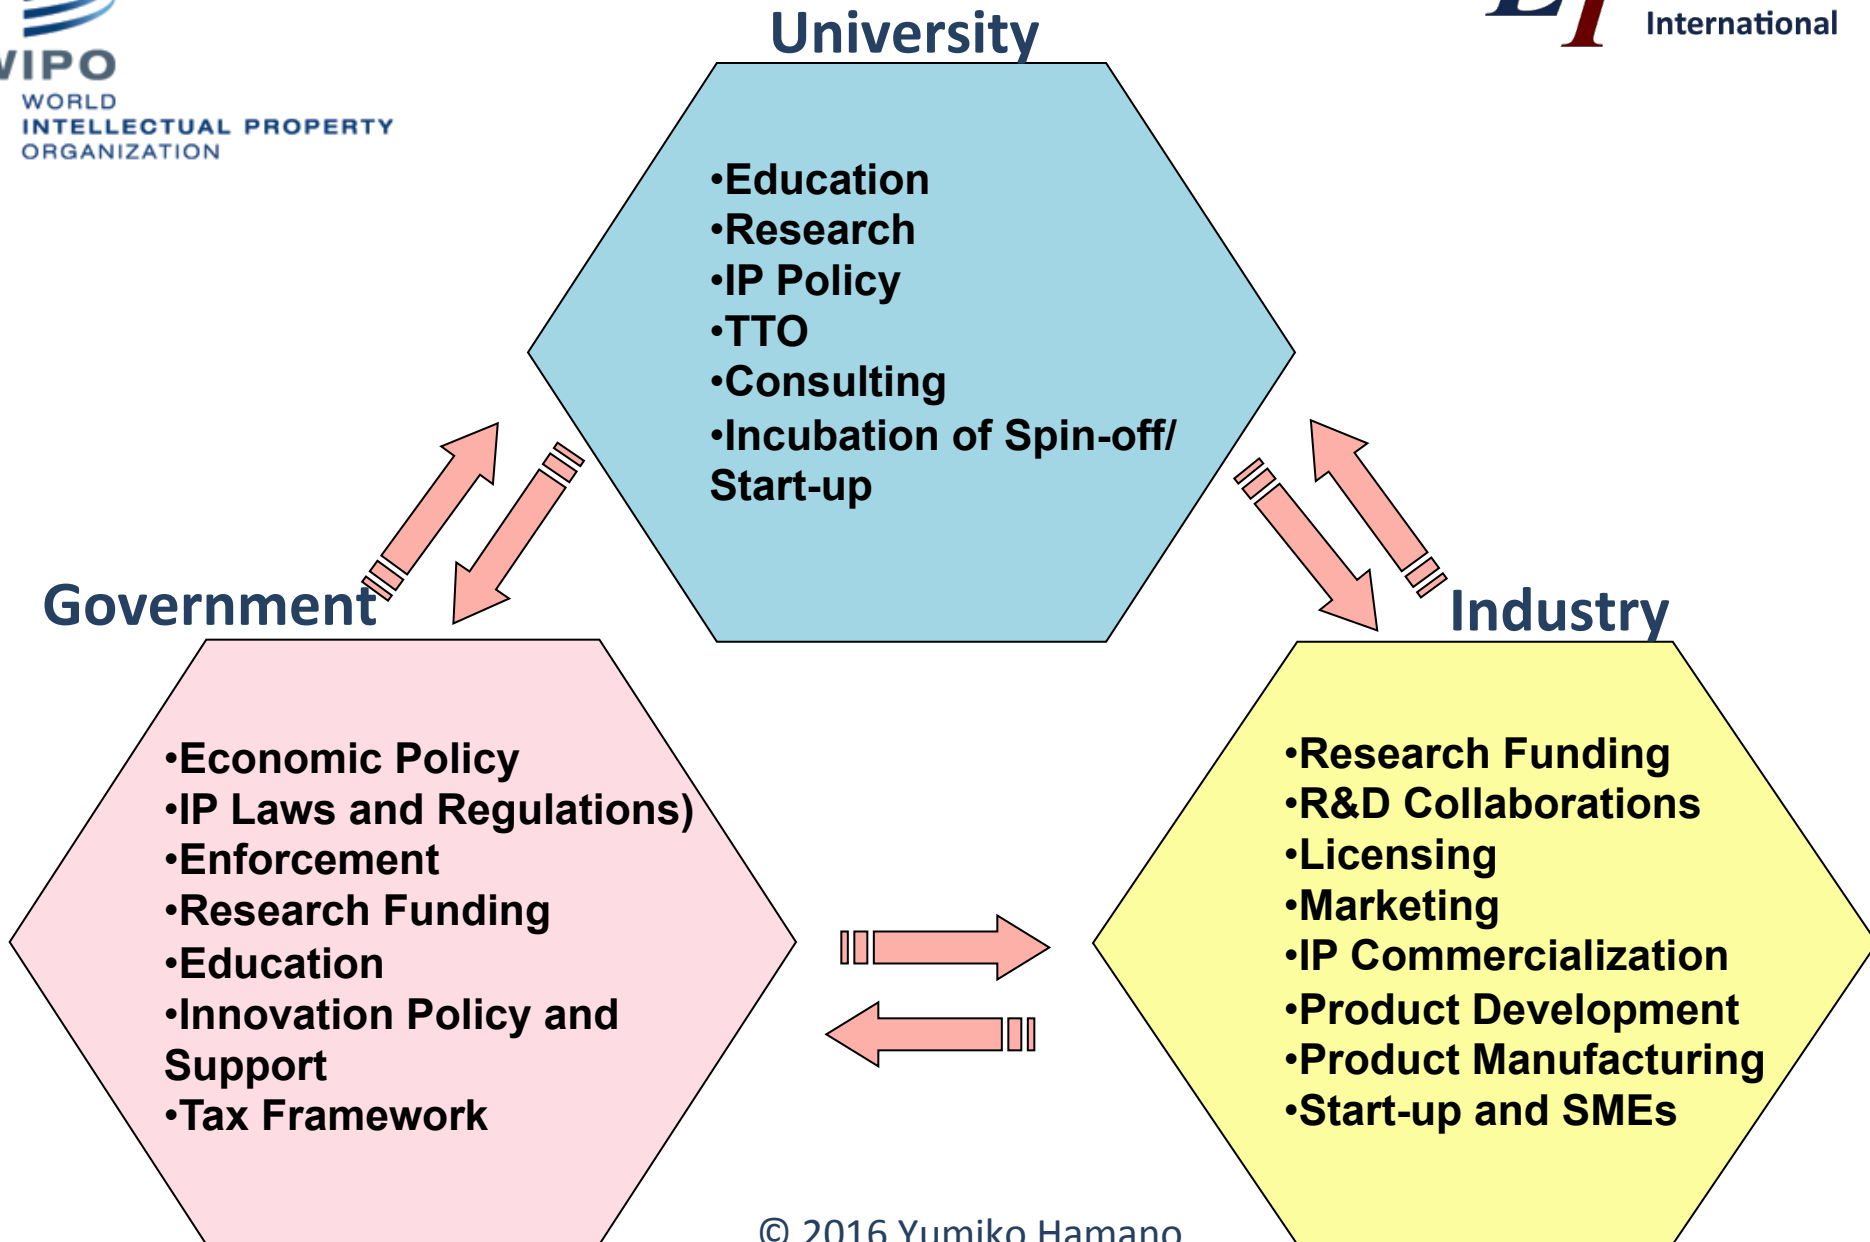 University
International
WIPO
WORLD
INTELLECTUAL PROPERTY
ORGANIZATION
•Education
•Research
•IP Policy
•TTO
•Consulting
•Incubation of Spin-off/
Start-up
Government
Industry
•Economic Policy
•IP Laws and Regulations)
•Enforcement
•Research Funding
•Education
•Innovation Policy and
Support
•Tax Framework
•Research Funding
•R&D Collaborations
•Licensing
•Marketing
•IP Commercialization
•Product Development
•Product Manufacturing
•Start-up and SMEs
© 2016 Yumiko Hamano